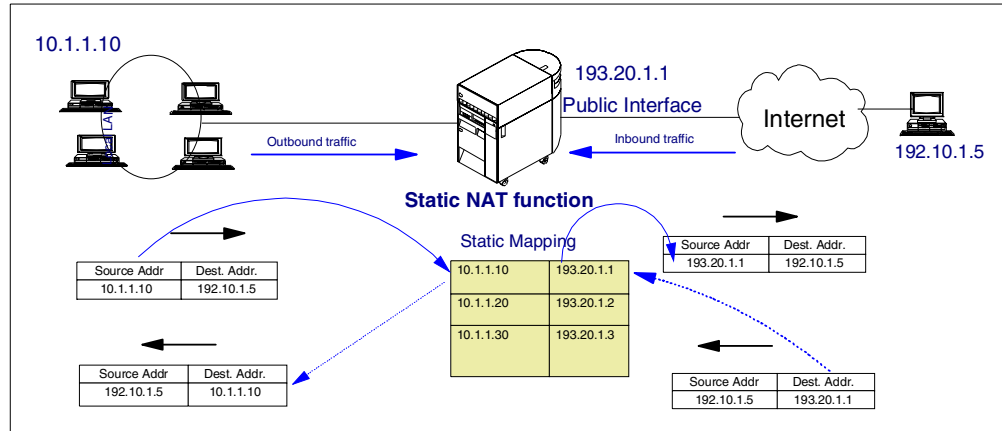 10.1.1.10
193.20.1.1
Public Interface
Internet
192.10.1.5
LAN
Outbound traffic
Inbound traffic
Static NAT function
Static Mapping
Source Addr Dest. Addr.
10.1.1.10 192.10.1.5
10.1.1.10 193.20.1.1
10.1.1.20 193.20.1.2
10.1.1.30 193.20.1.3
Source Addr Dest. Addr.
193.20.1.1 192.10.1.5
Source Addr Dest. Addr.
192.10.1.5 10.1.1.10
Source Addr Dest. Addr.
192.10.1.5 193.20.1.1